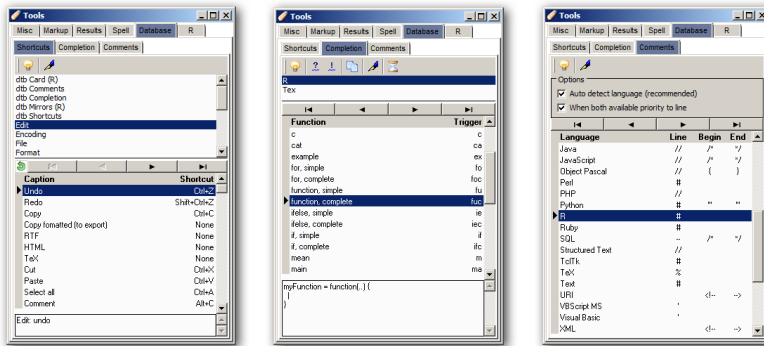 Tools
Misc Markup Results Spell Database R
Shortcuts Completion Comments
dtb Card (R)
dtb Comments
dtb Completion
dtb Mirrors (R)
dtb Shortcuts
Edit
Encoding
File
Format
Caption Shortcut
Undo Ctrl+Z
Redo Shift+Ctrl+Z
Copy Ctrl+C
Copy fomatted (to export) None
RTF None
HTML None
TeX None
Cut Ctrl+X
Paste Ctrl+V
Select all Ctrl+A
Comment Alt+C
Edit: undo
Tools
Misc Markup Results Spell Database R
Shortcuts Completion Comments
R
Tex
Function Trigger
c c
cat ca
example ex
for, simple fo
for, complete foc
function, simple fu
function, complete fuc
ifelse, simple ie
ifelse, complete iec
if, simple if
if, complete ifc
mean m
main ma
myFunction = function(..) {
|
}
Tools
Misc Markup Results Spell Database R
Shortcuts Completion Comments
Options
Auto detect language (recommended)
When both available priority to line
Language Line Begin End
Java // /* */
JavaScript // /* */
Object Pascal // { }
Perl #
PHP //
Python # " "
R #
Ruby #
SQL -- /* */
Structured Text //
TclTk #
TeX %
Text #
URI <!-- -->
VBScript MS '
Visual Basic '
XML <!-- -->